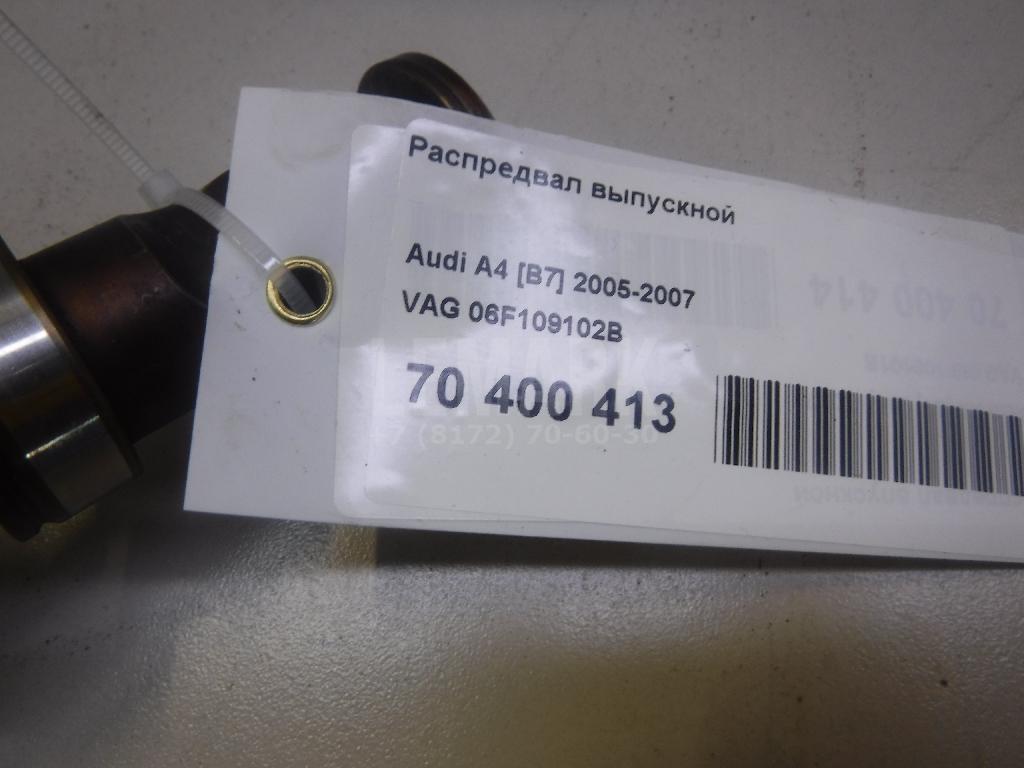 Распредвал выпускной
Audi A4 [B7] 2005-2007
VAG 06F109102B
70 400 413
+7 (8172) 70-60-30
70 400 414